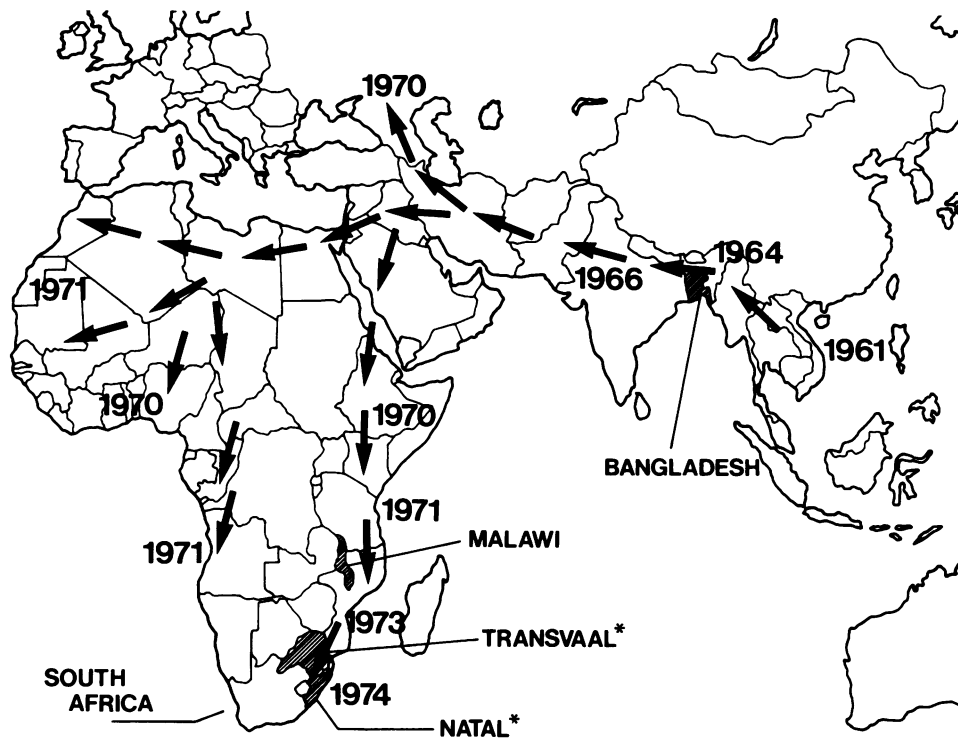 1970
1964
1966
1971
1961
1970
1970
BANGLADESH
1971
MALAWI
1971
1973
TRANSVAAL*
SOUTH
AFRICA
1974
NATAL*